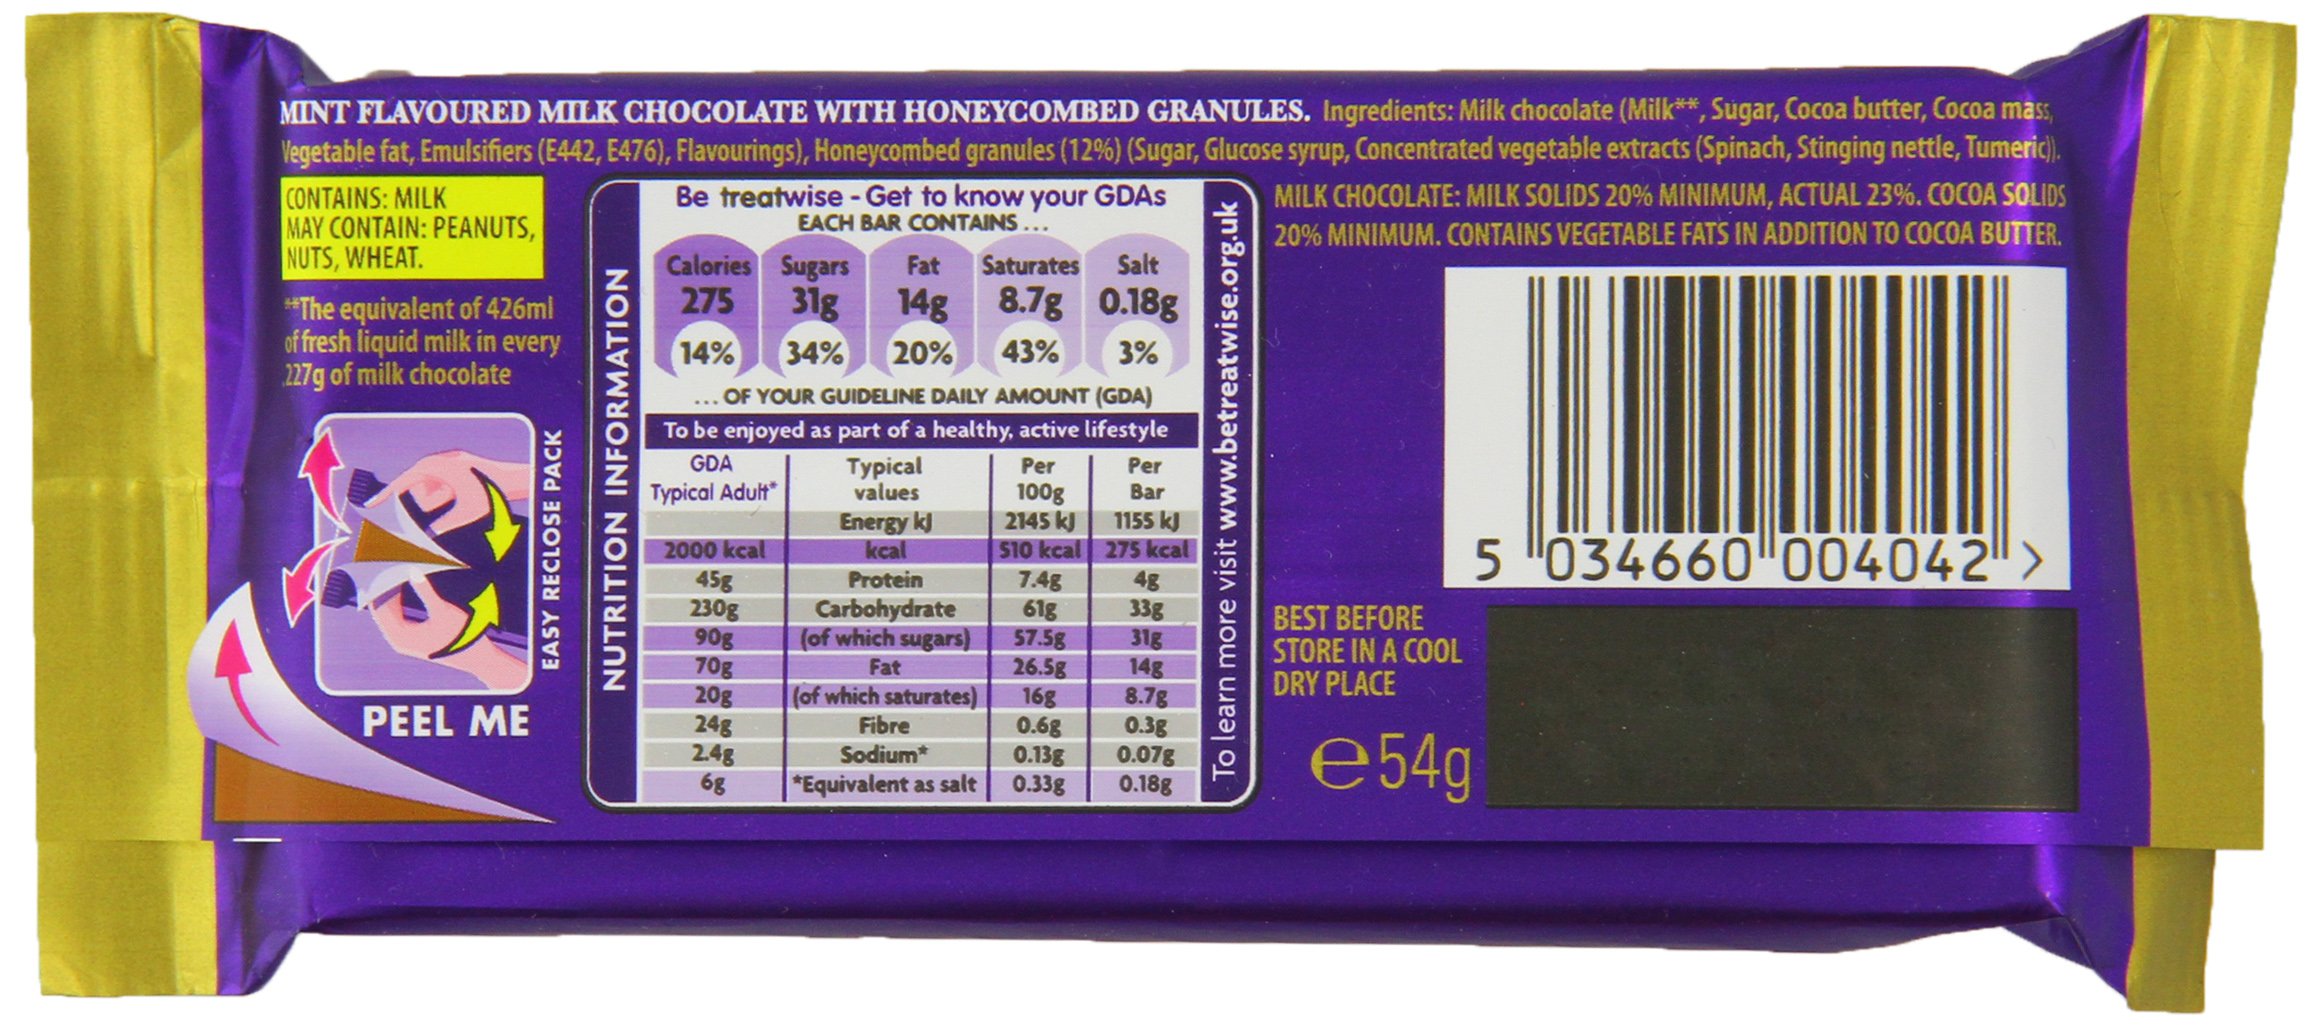 MINT FLAVOURED MILK CHOCOLATE WITH HONEYCOMBED GRANULES. Ingredients: Milk chocolate (Milk**, Sugar, Cocoa butter, Cocoa mass,
Vegetable fat, Emulsifiers (E442, E476), Flavourings), Honeycombed granules (12%) (Sugar, Glucose syrup, Concentrated vegetable extracts (Spinach, Stinging nettle, Tumeric)).
CONTAINS: MILK
MAY CONTAIN: PEANUTS,
NUTS, WHEAT.
**The equivalent of 426ml
of fresh liquid milk in every
227g of milk chocolate
EASY RECLOSE PACK
PEEL ME
NUTRITION INFORMATION
Be treatwise - Get to know your GDAs
EACH BAR CONTAINS ...
Calories Sugars Fat Saturates Salt
275 31g 14g 8.7g 0.18g
14% 34% 20% 43% 3%
... OF YOUR GUIDELINE DAILY AMOUNT (GDA)
To be enjoyed as part of a healthy, active lifestyle
GDA Typical Per Per
Typical Adult* values 100g Bar
Energy kJ 2145 kJ 1155 kJ
2000 kcal kcal 510 kcal 275 kcal
45g Protein 7.4g 4g
230g Carbohydrate 61g 33g
90g (of which sugars) 57.5g 31g
70g Fat 26.5g 14g
20g (of which saturates) 16g 8.7g
24g Fibre 0.6g 0.3g
2.4g Sodium* 0.13g 0.07g
6g *Equivalent as salt 0.33g 0.18g
To learn more visit www.betreatwise.org.uk
MILK CHOCOLATE: MILK SOLIDS 20% MINIMUM, ACTUAL 23%. COCOA SOLIDS
20% MINIMUM. CONTAINS VEGETABLE FATS IN ADDITION TO COCOA BUTTER.
5 034660 004042 >
BEST BEFORE
STORE IN A COOL
DRY PLACE
e 54g